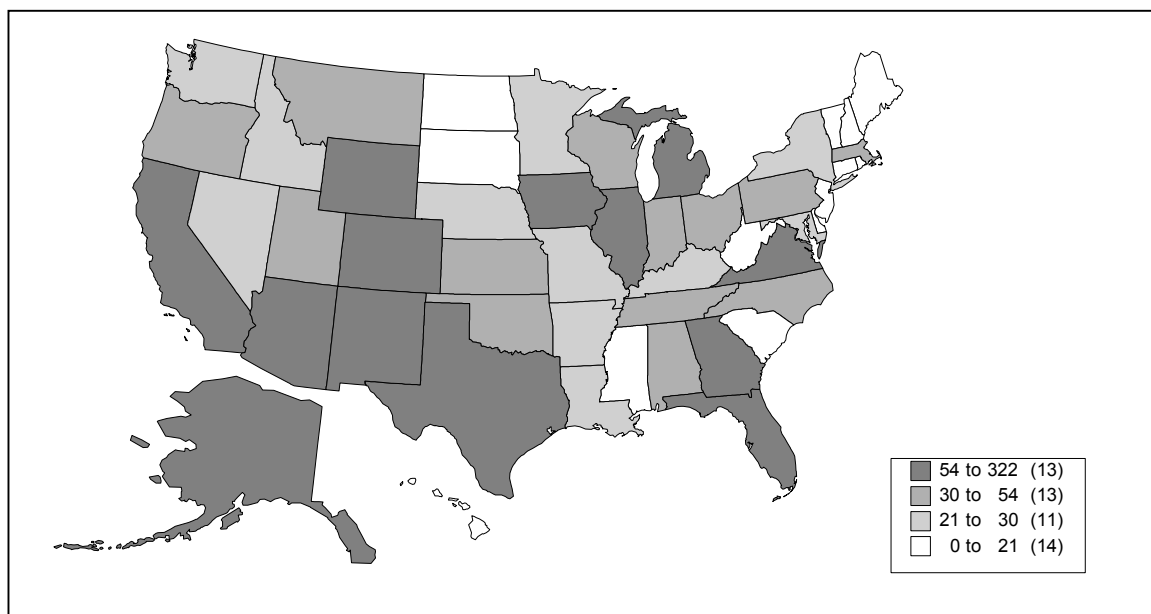 54 to 322 (13)
30 to 54 (13)
21 to 30 (11)
0 to 21 (14)